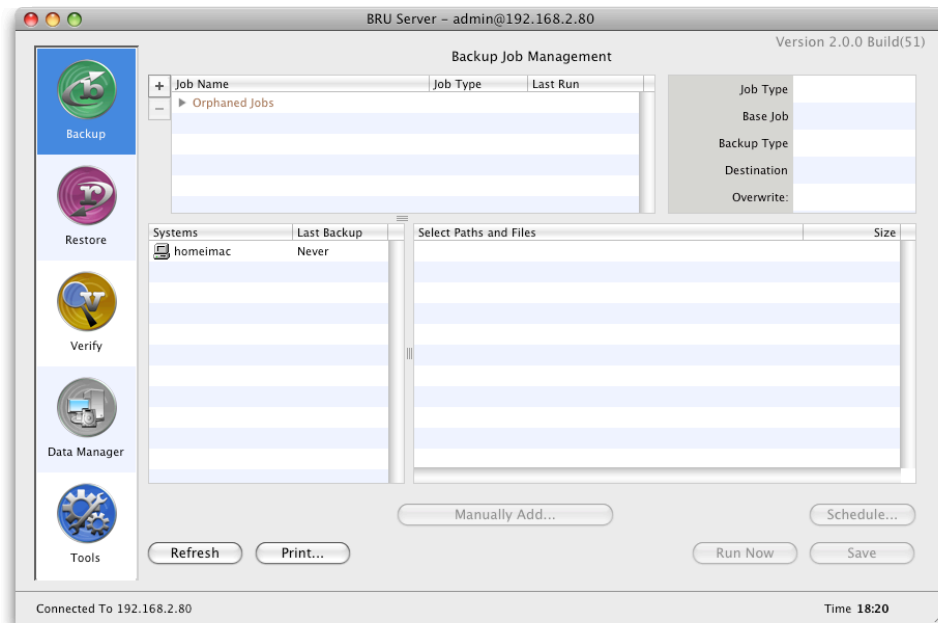 BRU Server – admin@192.168.2.80
Version 2.0.0 Build(51)
Backup Job Management
Backup
Restore
Verify
Data Manager
Tools
+
–
Job Name Job Type Last Run
Orphaned Jobs
Job Type
Base Job
Backup Type
Destination
Overwrite:
Systems Last Backup
homeimac Never
Select Paths and Files Size
Manually Add... Schedule...
Refresh Print... Run Now Save
Connected To 192.168.2.80 Time 18:20